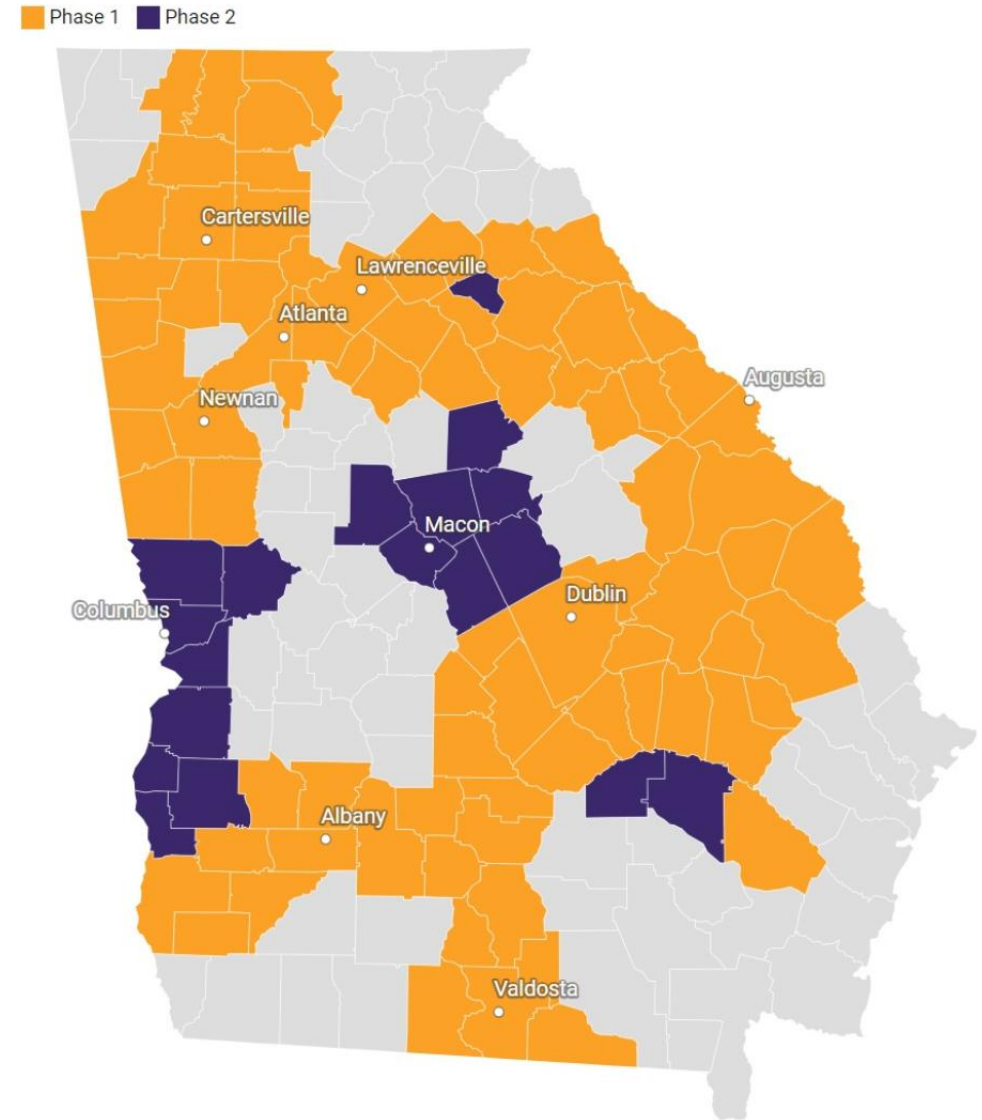 Phase 1 Phase 2
Cartersville
Lawrenceville
Atlanta
Augusta
Newnan
Macon
Dublin
Columbus
Albany
Valdosta